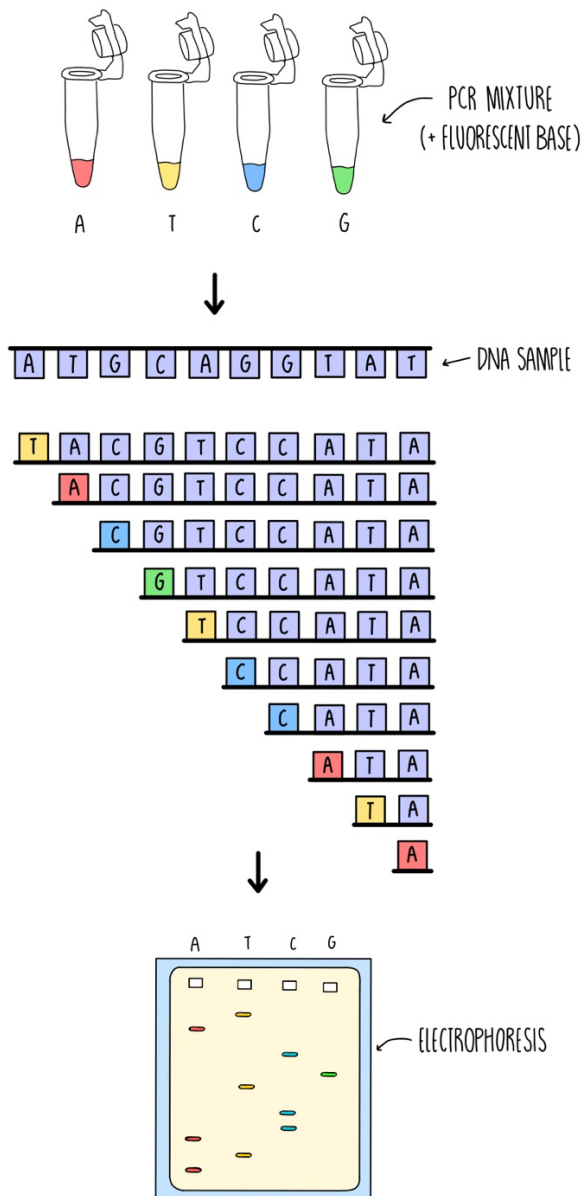 PCR MIXTURE
(+ FLUORESCENT BASE)
A T C G
A T G C A G G T A T
DNA SAMPLE
T A C G T C C A T A
A C G T C C A T A
C G T C C A T A
G T C C A T A
T C C A T A
C C A T A
C A T A
A T A
T A
A
A T C G
ELECTROPHORESIS